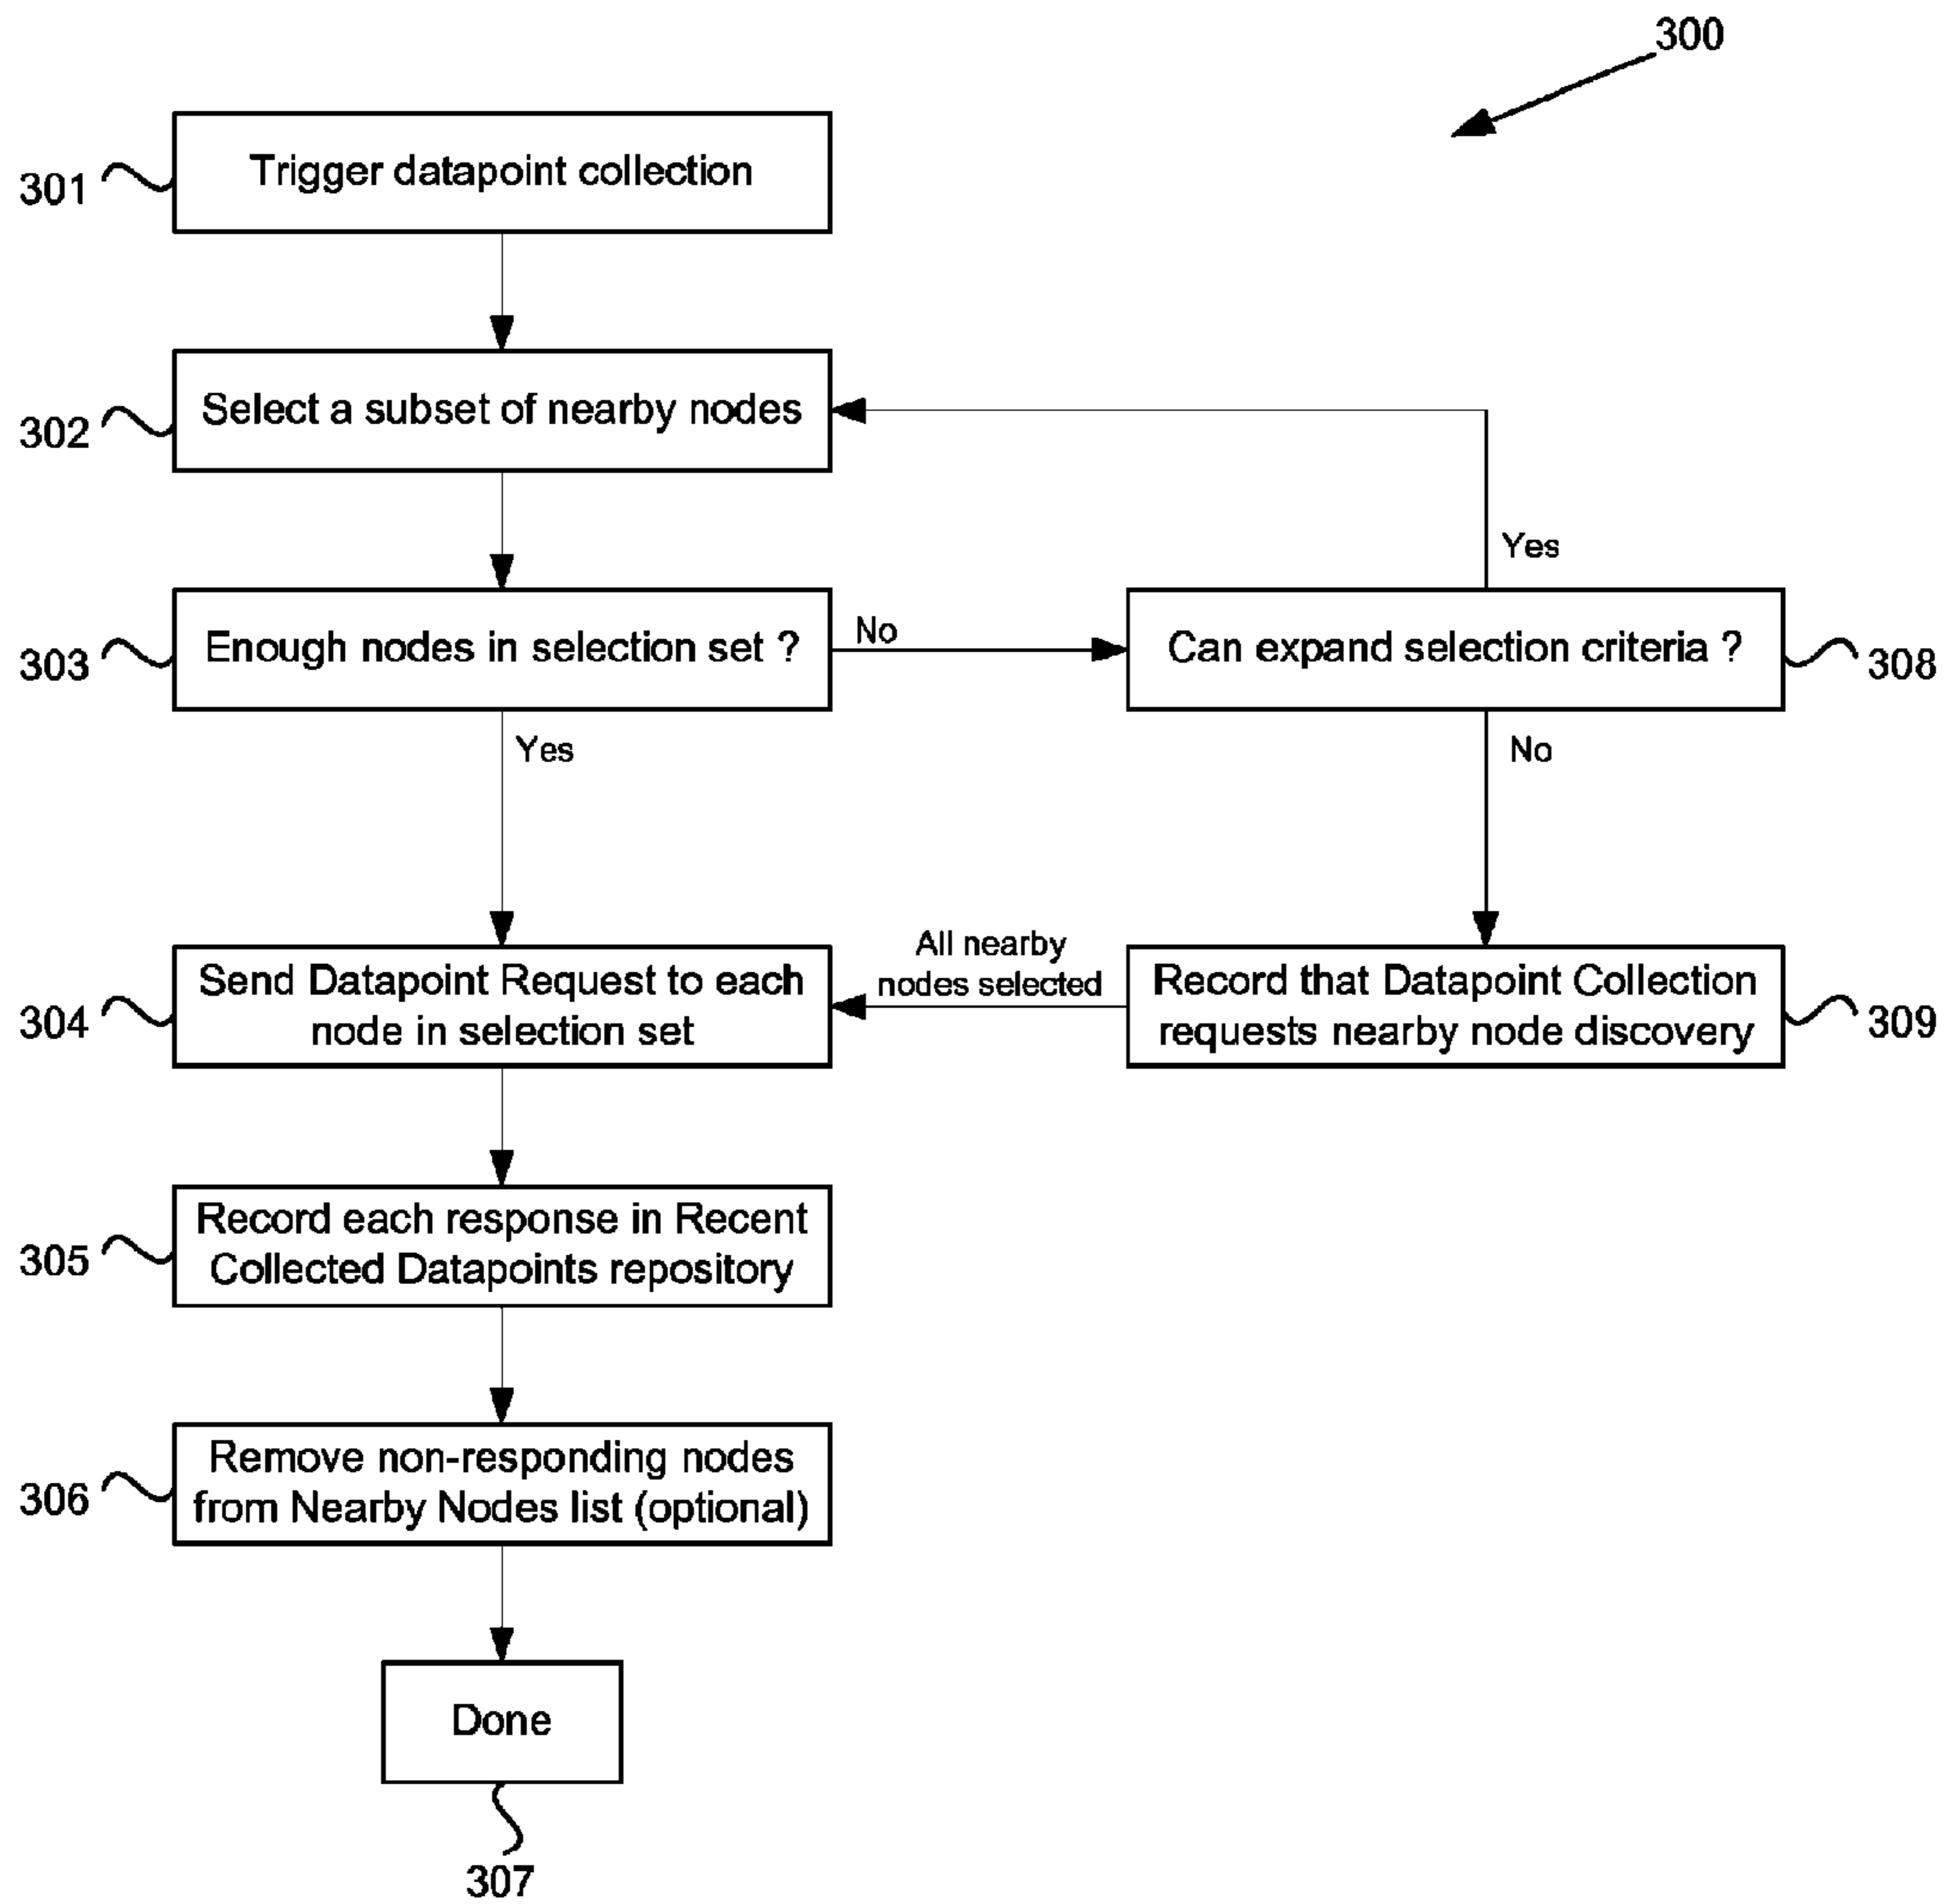 300
Trigger datapoint collection
301
Select a subset of nearby nodes
302
Yes
Enough nodes in selection set ?
No
Can expand selection criteria ?
303
308
Yes
No
All nearby
nodes selected
Send Datapoint Request to each
node in selection set
304
Record that Datapoint Collection
requests nearby node discovery
309
Record each response in Recent
Collected Datapoints repository
305
Remove non-responding nodes
from Nearby Nodes list (optional)
306
Done
307